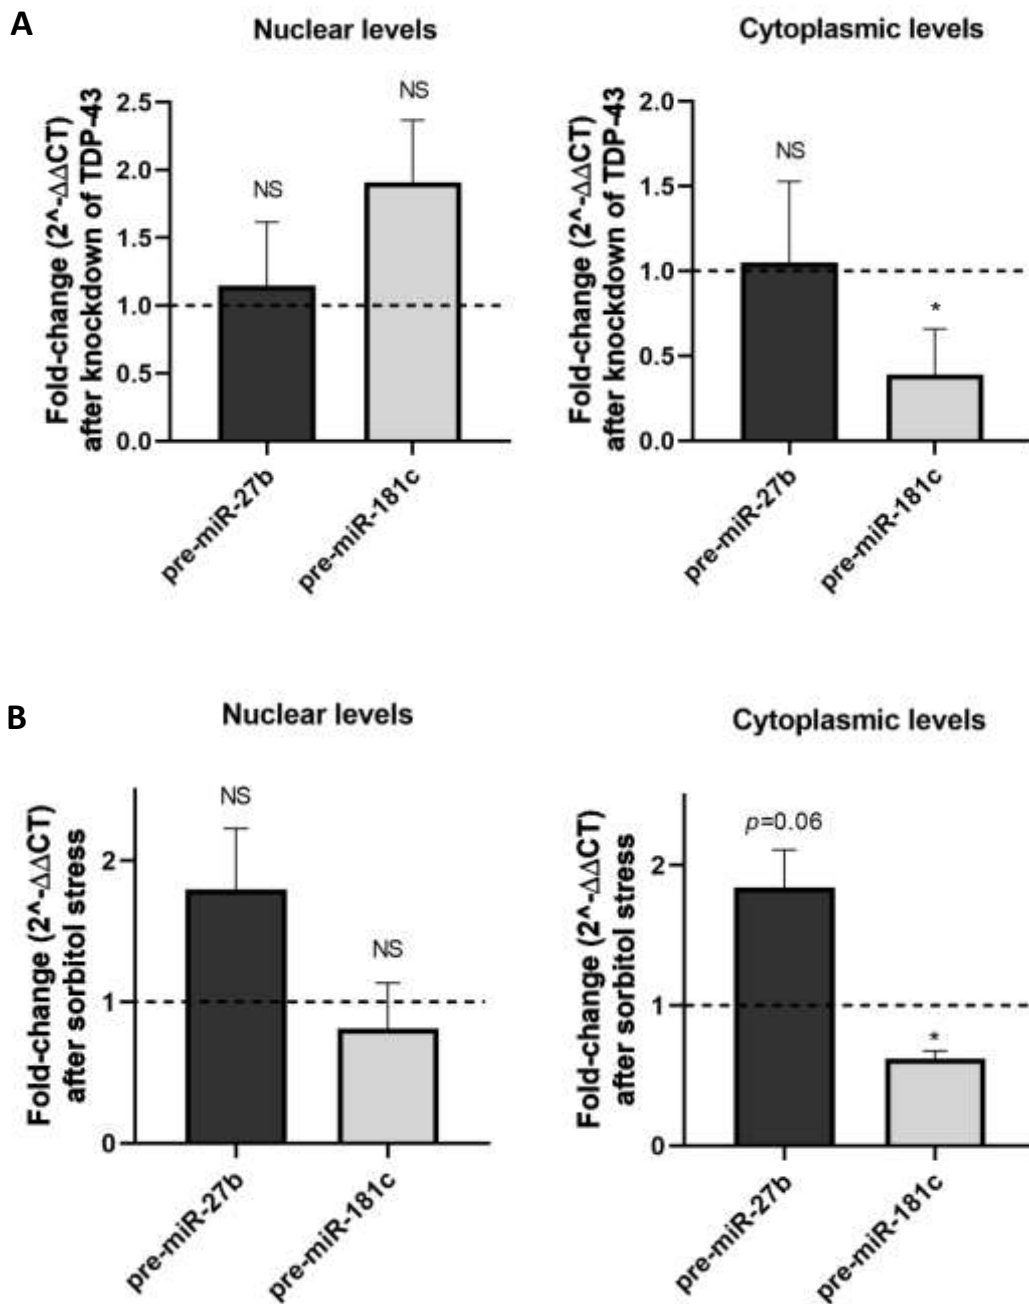 A
Nuclear levels
Fold-change (2^-ΔΔCT)
after knockdown of TDP-43
2.5
2.0
1.5
1.0
0.5
0.0
NS
NS
pre-miR-27b
pre-miR-181c
Cytoplasmic levels
Fold-change (2^-ΔΔCT)
after knockdown of TDP-43
2.0
1.5
1.0
0.5
0.0
NS
*
pre-miR-27b
pre-miR-181c
B
Nuclear levels
Fold-change (2^-ΔΔCT)
after sorbitol stress
2
1
0
NS
NS
pre-miR-27b
pre-miR-181c
Cytoplasmic levels
Fold-change (2^-ΔΔCT)
after sorbitol stress
2
1
0
p=0.06
*
pre-miR-27b
pre-miR-181c